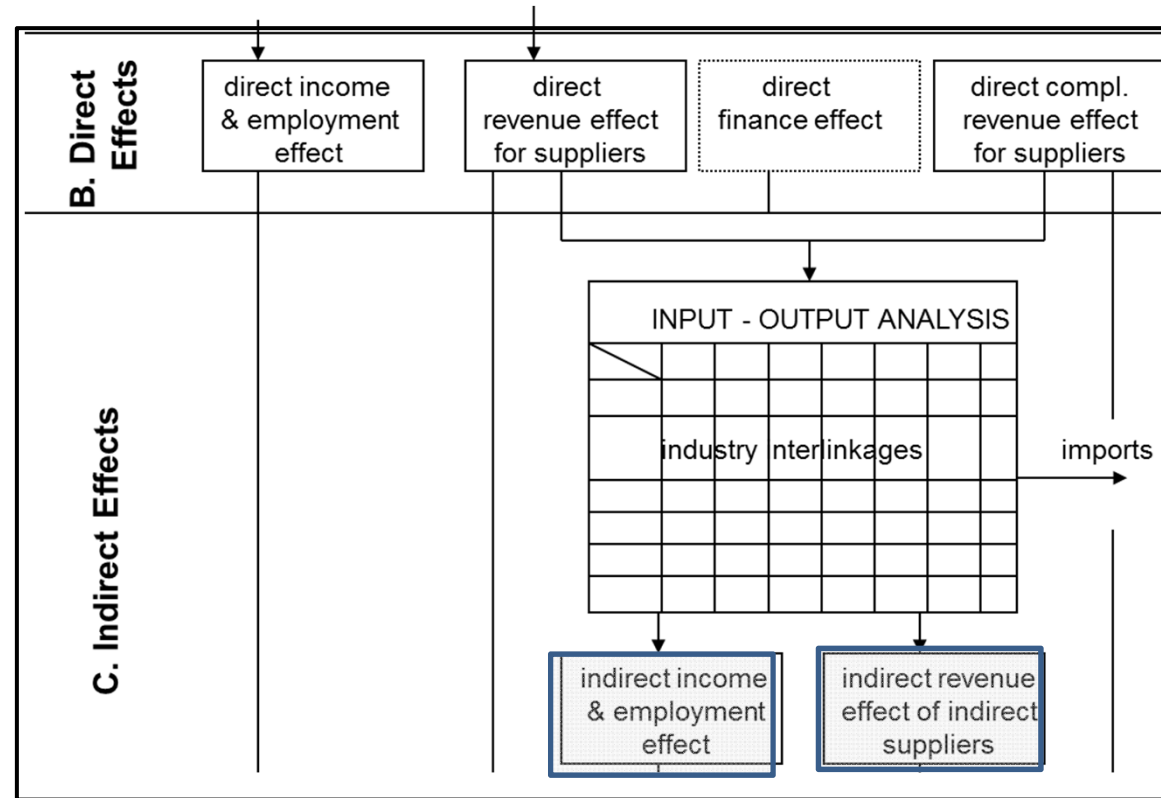 B. Direct
Effects
direct income
& employment
effect
direct
revenue effect
for suppliers
direct
finance effect
direct compl.
revenue effect
for suppliers
C. Indirect Effects
INPUT - OUTPUT ANALYSIS
industry nterlinkages
imports
indirect income
& employment
effect
indirect revenue
effect of indirect
suppliers